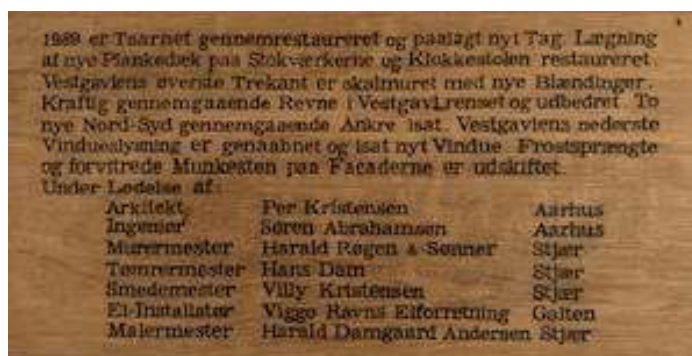 1989 er Taarnet gennemrestaureret og paalagt nyt Tag. Lægning
af nye Plankedæk paa Stokværkerne og Klokkestolen restaureret.
Vestgavlens øverste Trekant er skalmuret med nye Blændinger.
Kraftig gennemgaaende Revne i Vestgavl renset og udbedret. To
nye Nord-Syd gennemgaaende Ankre isat. Vestgavlens nederste
Vindueslysning er genaabnet og isat nyt Vindue. Frostsprængte
og forvitrede Munkesten paa Facaderne er udskiftet.
Under Ledelse af:
Arkitekt Per Kristensen Aarhus
Ingeniør Søren Abrahamsen Aarhus
Murermester Harald Røgen & Sønner Stjær
Tømrermester Hans Dam Stjær
Smedemester Villy Kristensen Stjær
El-Installatør Viggo Ravns Elforretning Galten
Malermester Harald Damgaard Andersen Stjær